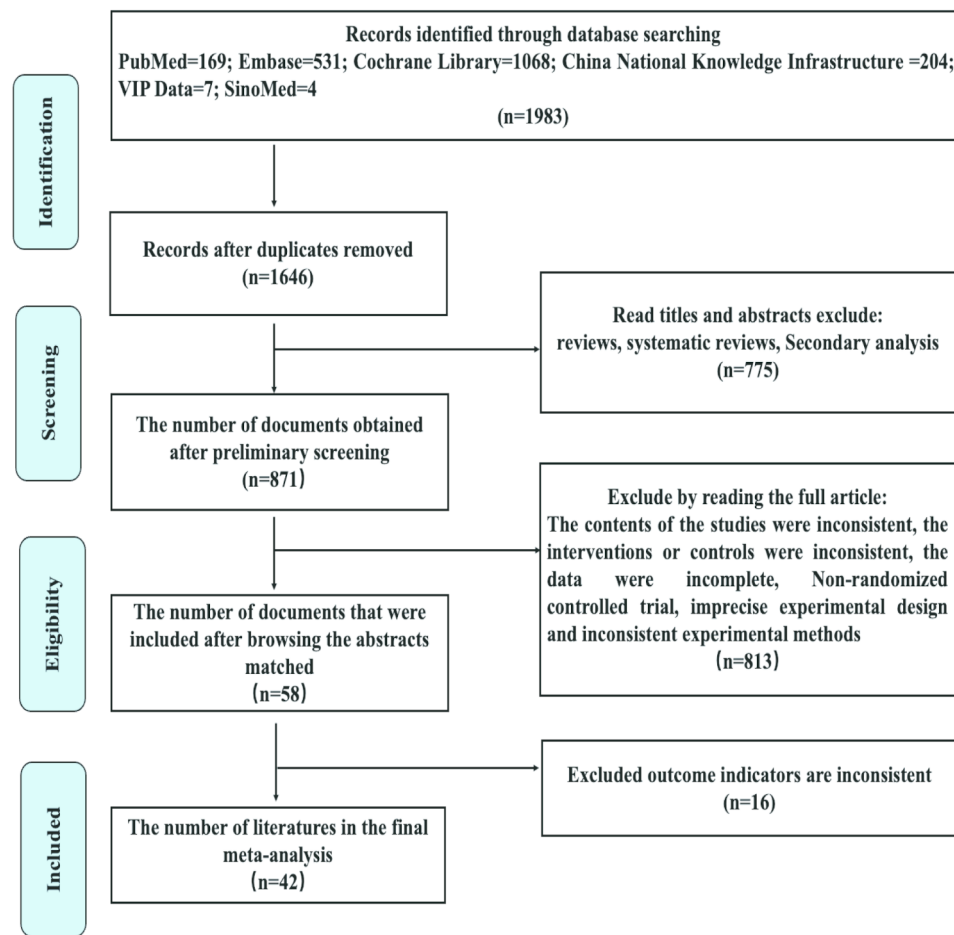 Records identified through database searching
PubMed=169; Embase=531; Cochrane Library=1068; China National Knowledge Infrastructure =204;
VIP Data=7; SinoMed=4
(n=1983)
Identification
Records after duplicates removed
(n=1646)
Read titles and abstracts exclude:
reviews, systematic reviews, Secondary analysis
(n=775)
Screening
The number of documents obtained
after preliminary screening
(n=871)
Exclude by reading the full article:
The contents of the studies were inconsistent, the
interventions or controls were inconsistent, the
data were incomplete, Non-randomized
controlled trial, imprecise experimental design
and inconsistent experimental methods
(n=813)
Eligibility
The number of documents that were
included after browsing the abstracts
matched
(n=58)
Excluded outcome indicators are inconsistent
(n=16)
Included
The number of literatures in the final
meta-analysis
(n=42)